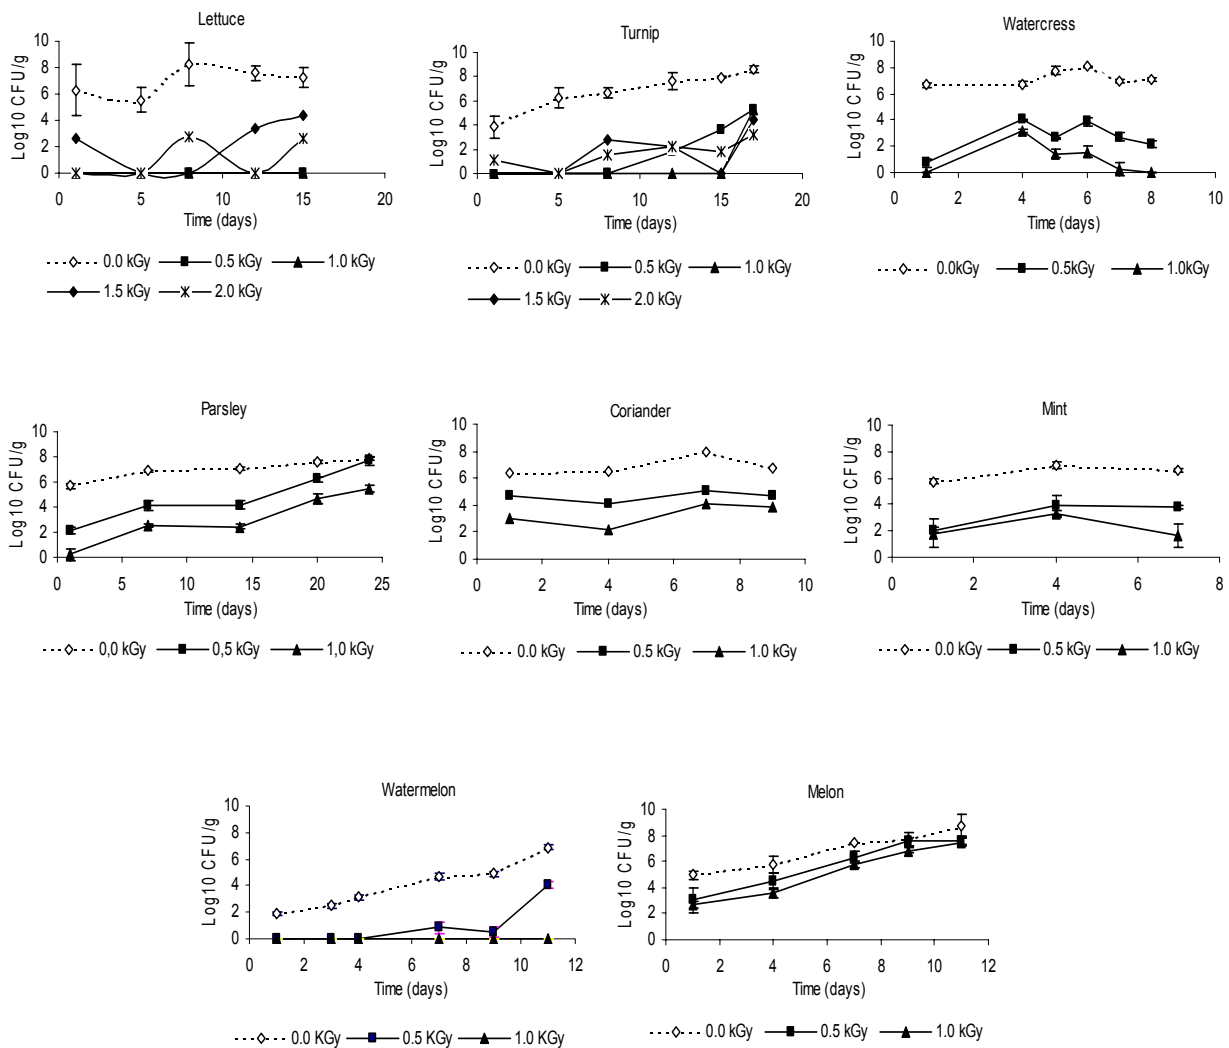 Lettuce
Log10 CFU/g
10
8
6
4
2
0
0 5 10 15 20
Time (days)
0.0 kGy 0.5 kGy 1.0 kGy
1.5 kGy 2.0 kGy
Turnip
Log10 CFU/g
10
8
6
4
2
0
0 5 10 15 20
Time (days)
0.0 kGy 0.5 kGy 1.0 kGy
1.5 kGy 2.0 kGy
Watercress
Log10 CFU/g
10
8
6
4
2
0
0 2 4 6 8 10
Time (days)
0.0kGy 0.5kGy 1.0kGy
Parsley
Log10 CFU/g
10
8
6
4
2
0
0 5 10 15 20 25
Time (days)
0,0 kGy 0,5 kGy 1,0 kGy
Coriander
Log10 CFU/g
10
8
6
4
2
0
0 2 4 6 8 10
Time (days)
0.0 kGy 0.5 kGy 1.0 kGy
Mint
Log10 CFU/g
10
8
6
4
2
0
0 2 4 6 8
Time (days)
0.0 kGy 0.5 kGy 1.0 kGy
Watermelon
Log10 CFU/g
10
8
6
4
2
0
0 2 4 6 8 10 12
Time (days)
0.0 KGy 0.5 KGy 1.0 KGy
Melon
Log10 CFU/g
10
8
6
4
2
0
0 2 4 6 8 10 12
Time (days)
0.0 kGy 0.5 kGy 1.0 kGy